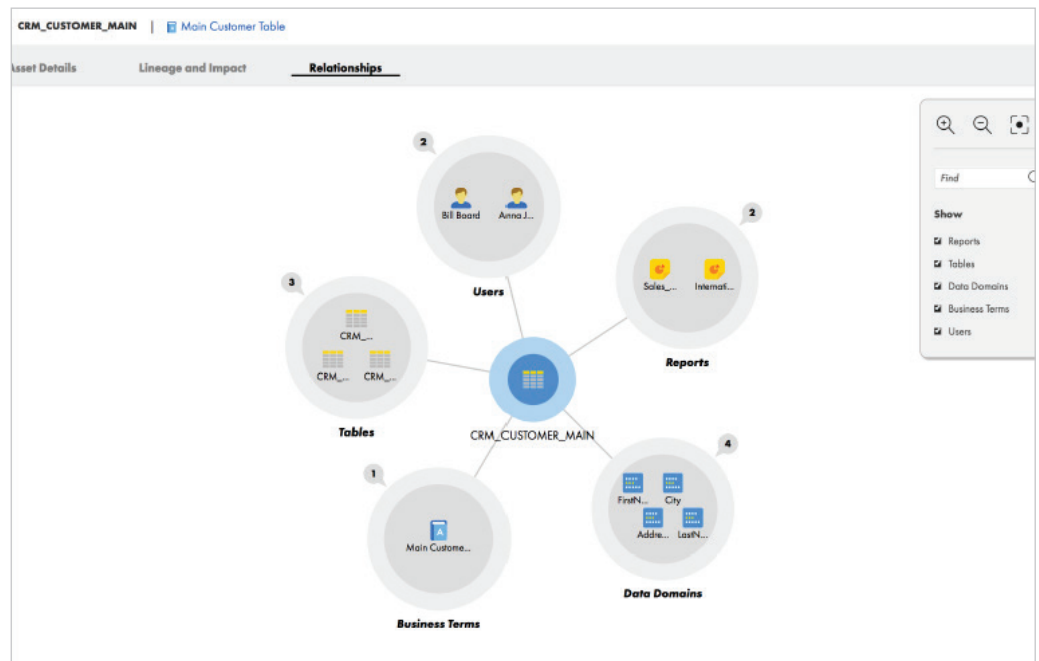 CRM_CUSTOMER_MAIN | Main Customer Table
Asset Details Lineage and Impact Relationships
2
Bill Board Anna J...
Users
2
Sales_... Internati...
Reports
3
CRM_...
CRM_... CRM_...
Tables
CRM_CUSTOMER_MAIN
1
A
Main Custome...
Business Terms
4
FirstN... City
Addre... LastN...
Data Domains
Find
Show
Reports
Tables
Data Domains
Business Terms
Users